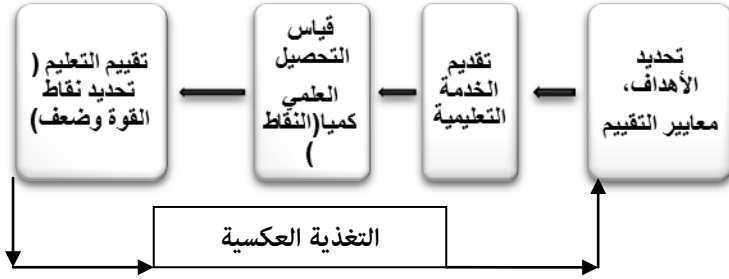 تحديد
الأهداف،
معايير التقييم
تقديم
الخدمة
التعليمية
قياس
التحصيل
العلمي
كميا(النقاط
)
تقييم التعليم (
تحديد نقاط
القوة وضعف)
التغذية العكسية